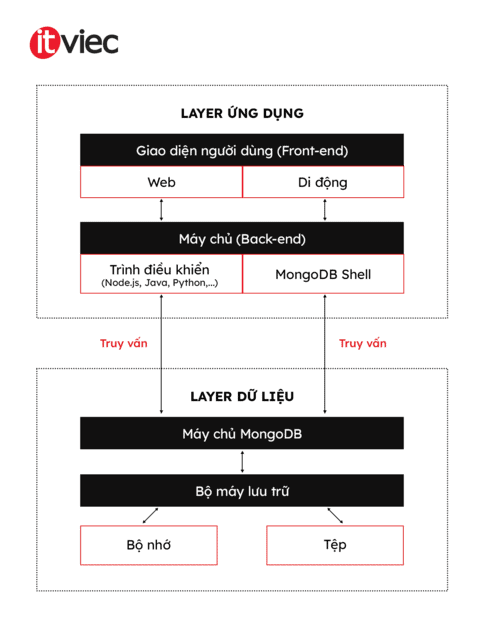 itviec
LAYER ỨNG DỤNG
Giao diện người dùng (Front-end)
Web
Di động
Máy chủ (Back-end)
Trình điều khiển
(Node.js, Java, Python,...)
MongoDB Shell
Truy vấn
Truy vấn
LAYER DỮ LIỆU
Máy chủ MongoDB
Bộ máy lưu trữ
Bộ nhớ
Tệp